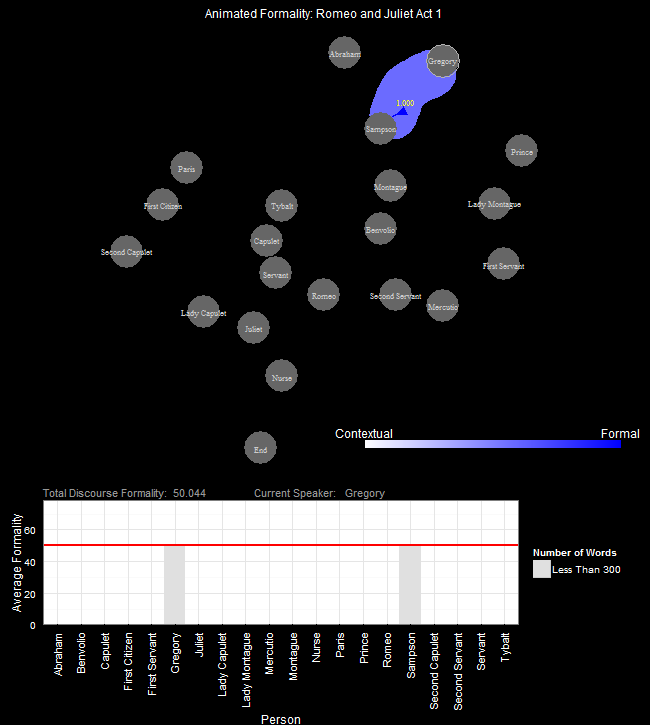 Animated Formality: Romeo and Juliet Act 1
Abraham
Gregory
1.000
Sampson
Prince
Paris
Montague
First Citizen
Tybalt
Lady Montague
Benvolio
Capulet
Second Capulet
First Servant
Servant
Romeo
Second Servant
Mercutio
Lady Capulet
Juliet
Nurse
Contextual
Formal
End
Total Discourse Formality: 50.044
Current Speaker: Gregory
Average Formality
60
40
20
0
Number of Words
Less Than 300
Abraham
Benvolio
Capulet
First Citizen
First Servant
Gregory
Juliet
Lady Capulet
Lady Montague
Mercutio
Montague
Nurse
Paris
Prince
Romeo
Sampson
Second Capulet
Second Servant
Servant
Tybalt
Person